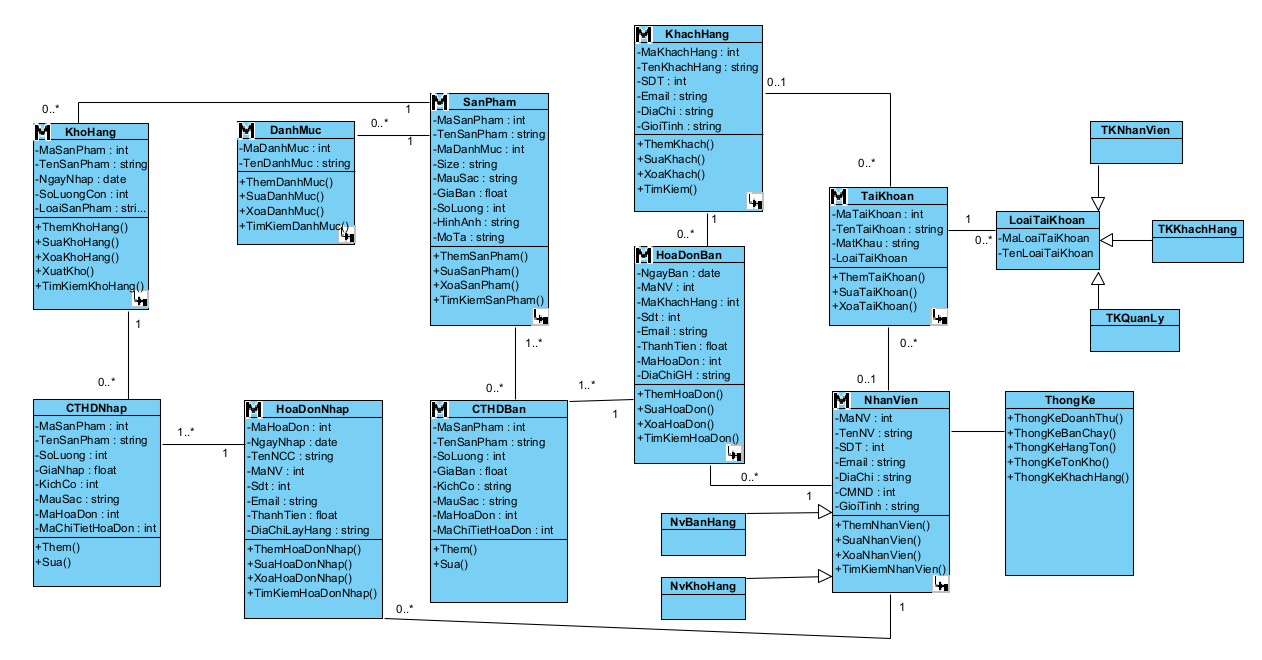 KhachHang
-MaKhachHang : int
-TenKhachHang : string
-SDT : int
-Email : string
-DiaChi : string
-GioiTinh : string
+ThemKhach()
+SuaKhach()
+XoaKhach()
+TimKiem()
0..1
0..*
1
0..*
SanPham
-MaSanPham : int
-TenSanPham : string
-MaDanhMuc : int
-Size : string
-MauSac : string
-GiaBan : float
-SoLuong : int
-HinhAnh : string
-MoTa : string
+ThemSanPham()
+SuaSanPham()
+XoaSanPham()
+TimKiemSanPham()
0..*
1
0..*
1
1..*
0..*
KhoHang
-MaSanPham : int
-TenSanPham : string
-NgayNhap : date
-SoLuongCon : int
-LoaiSanPham : stri...
+ThemKhoHang()
+SuaKhoHang()
+XoaKhoHang()
+XuatKho()
+TimKiemKhoHang()
1
0..*
DanhMuc
-MaDanhMuc : int
-TenDanhMuc : string
+ThemDanhMuc()
+SuaDanhMuc()
+XoaDanhMuc()
+TimKiemDanhMuc()
TKNhanVien
TaiKhoan
-MaTaiKhoan : int
-TenTaiKhoan : string
-MatKhau : string
-LoaiTaiKhoan
+ThemTaiKhoan()
+SuaTaiKhoan()
+XoaTaiKhoan()
1
0..*
0..*
0..1
LoaiTaiKhoan
-MaLoaiTaiKhoan
-TenLoaiTaiKhoan
TKKhachHang
TKQuanLy
HoaDonBan
-NgayBan : date
-MaNV : int
-MaKhachHang : int
-Sdt : int
-Email : string
-ThanhTien : float
-MaHoaDon : int
-DiaChiGH : string
+ThemHoaDon()
+SuaHoaDon()
+XoaHoaDon()
+TimKiemHoaDon()
1..*
1
0..*
1
CTHDNhap
-MaSanPham : int
-TenSanPham : string
-SoLuong : int
-GiaNhap : float
-KichCo : int
-MauSac : string
-MaHoaDon : int
-MaChiTietHoaDon : int
+Them()
+Sua()
1..*
1
HoaDonNhap
-MaHoaDon : int
-NgayNhap : date
-TenNCC : string
-MaNV : int
-Sdt : int
-Email : string
-ThanhTien : float
-DiaChiLayHang : string
+ThemHoaDonNhap()
+SuaHoaDonNhap()
+XoaHoaDonNhap()
+TimKiemHoaDonNhap()
0..*
1
CTHDBan
-MaSanPham : int
-TenSanPham : string
-SoLuong : int
-GiaBan : float
-KichCo : string
-MauSac : string
-MaHoaDon : int
-MaChiTietHoaDon : int
+Them()
+Sua()
NhanVien
-MaNV : int
-TenNV : string
-SDT : int
-Email : string
-DiaChi : string
-CMND : int
-GioiTinh : string
+ThemNhanVien()
+SuaNhanVien()
+XoaNhanVien()
+TimKiemNhanVien()
ThongKe
+ThongKeDoanhThu()
+ThongKeBanChay()
+ThongKeHangTon()
+ThongKeTonKho()
+ThongKeKhachHang()
NvBanHang
NvKhoHang